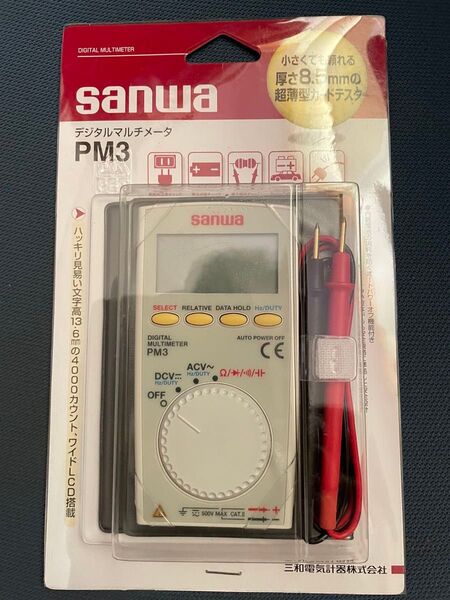 DIGITAL MULTIMETER
sanwa
デジタルマルチメータ
PM3
小さくても頼れる
厚さ8.5mmの
超薄型カードテスター
ハッキリ見易い文字高13.6㎜の4000カウント、ワイドLCD搭載
sanwa
SELECT RELATIVE DATA HOLD Hz/DUTY
DIGITAL
MULTIMETER
PM3
AUTO POWER OFF
CE
ACV～
Hz/DUTY
DCV
Hz/DUTY
OFF
500V MAX CAT.II
三和電気計器株式会社